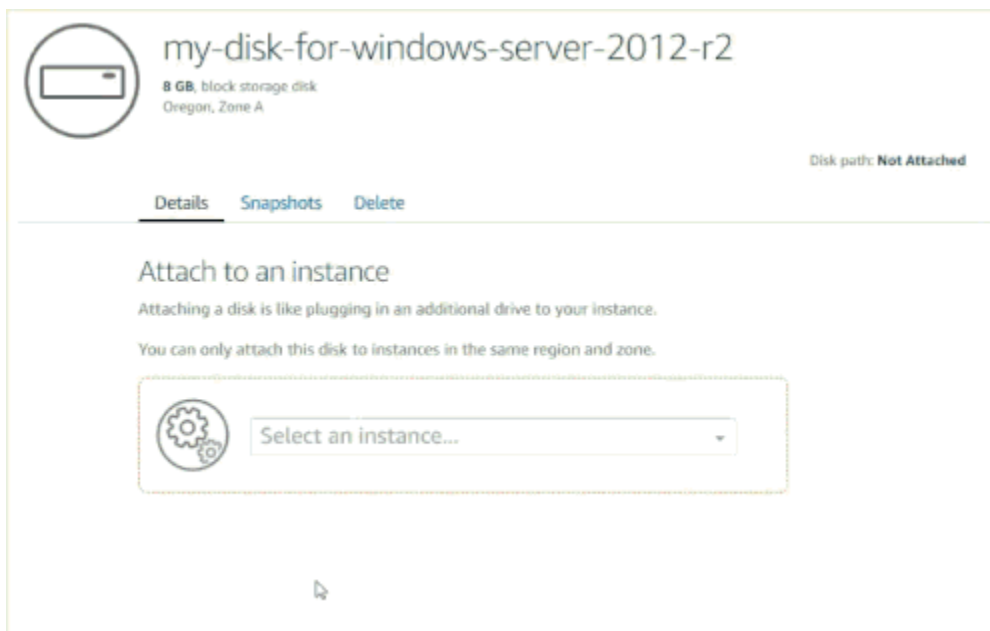 my-disk-for-windows-server-2012-r2
8 GB, block storage disk
Oregon, Zone A
Disk path: Not Attached
Details Snapshots Delete
Attach to an instance
Attaching a disk is like plugging in an additional drive to your instance.
You can only attach this disk to instances in the same region and zone.
Select an instance...